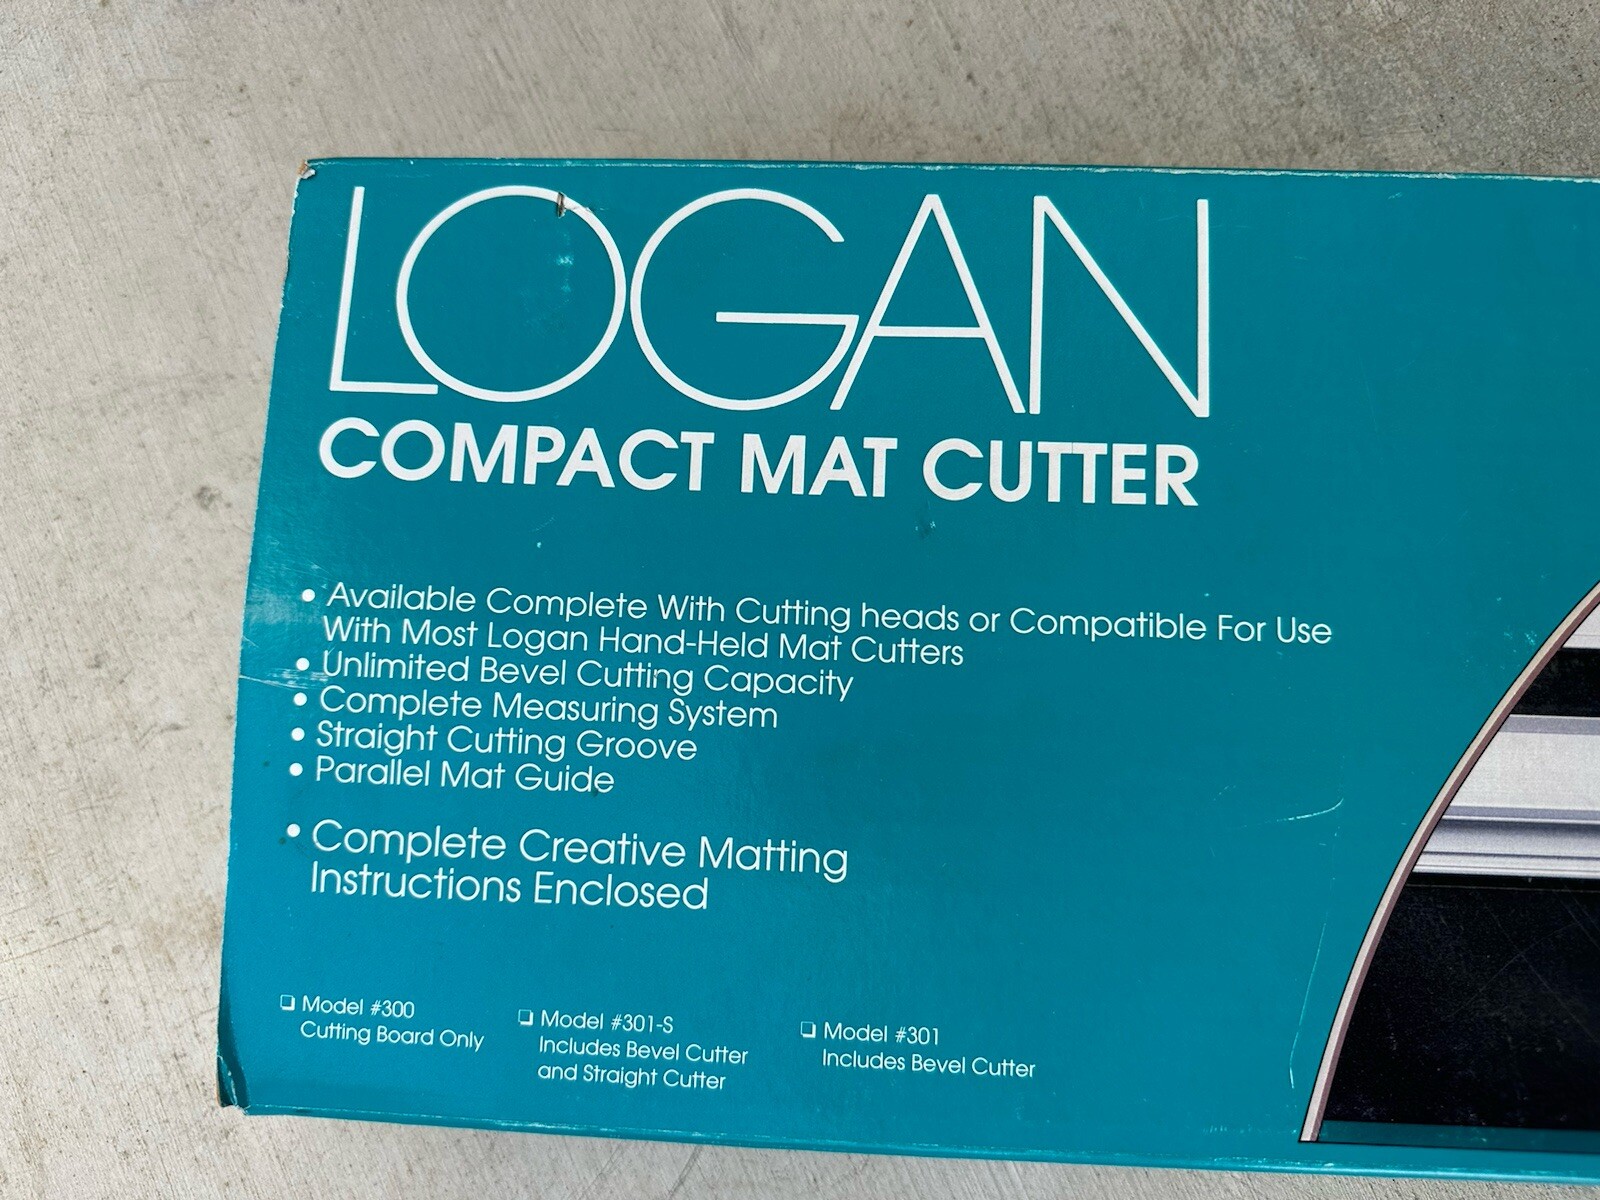 LOGAN
COMPACT MAT CUTTER
• Available Complete With Cutting heads or Compatible For Use
With Most Logan Hand-Held Mat Cutters
• Unlimited Bevel Cutting Capacity
• Complete Measuring System
• Straight Cutting Groove
• Parallel Mat Guide
• Complete Creative Matting
Instructions Enclosed
❏ Model #300
Cutting Board Only
❏ Model #301-S
Includes Bevel Cutter
and Straight Cutter
❏ Model #301
Includes Bevel Cutter